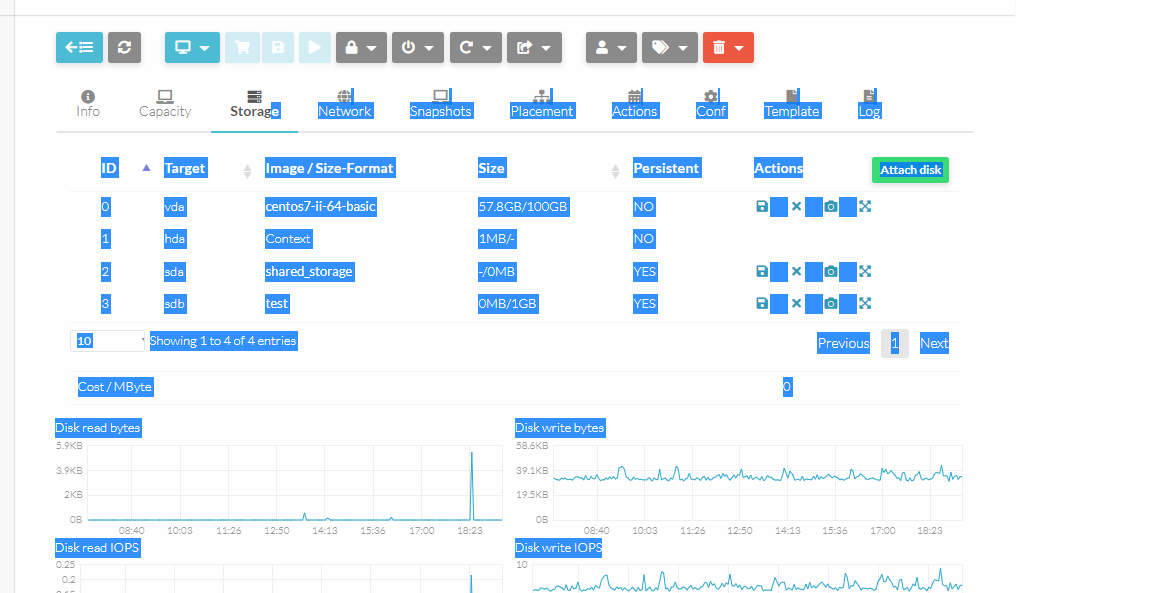 Info Capacity Storage Network Snapshots Placement Actions Conf Template Log
ID Target Image / Size-Format Size Persistent Actions Attach disk
0 vda centos7-ii-64-basic 57.8GB/100GB NO
1 hda Context 1MB/- NO
2 sda shared_storage -/0MB YES
3 sdb test 0MB/1GB YES
10 Showing 1 to 4 of 4 entries Previous 1 Next
Cost / MByte 0
Disk read bytes Disk write bytes
5.9KB 58.6KB
3.9KB 39.1KB
2KB 19.5KB
0B 0B
08:40 10:03 11:26 12:50 14:13 15:36 17:00 18:23 08:40 10:03 11:26 12:50 14:13 15:36 17:00 18:23
Disk read IOPS Disk write IOPS
0.25 10
0.2